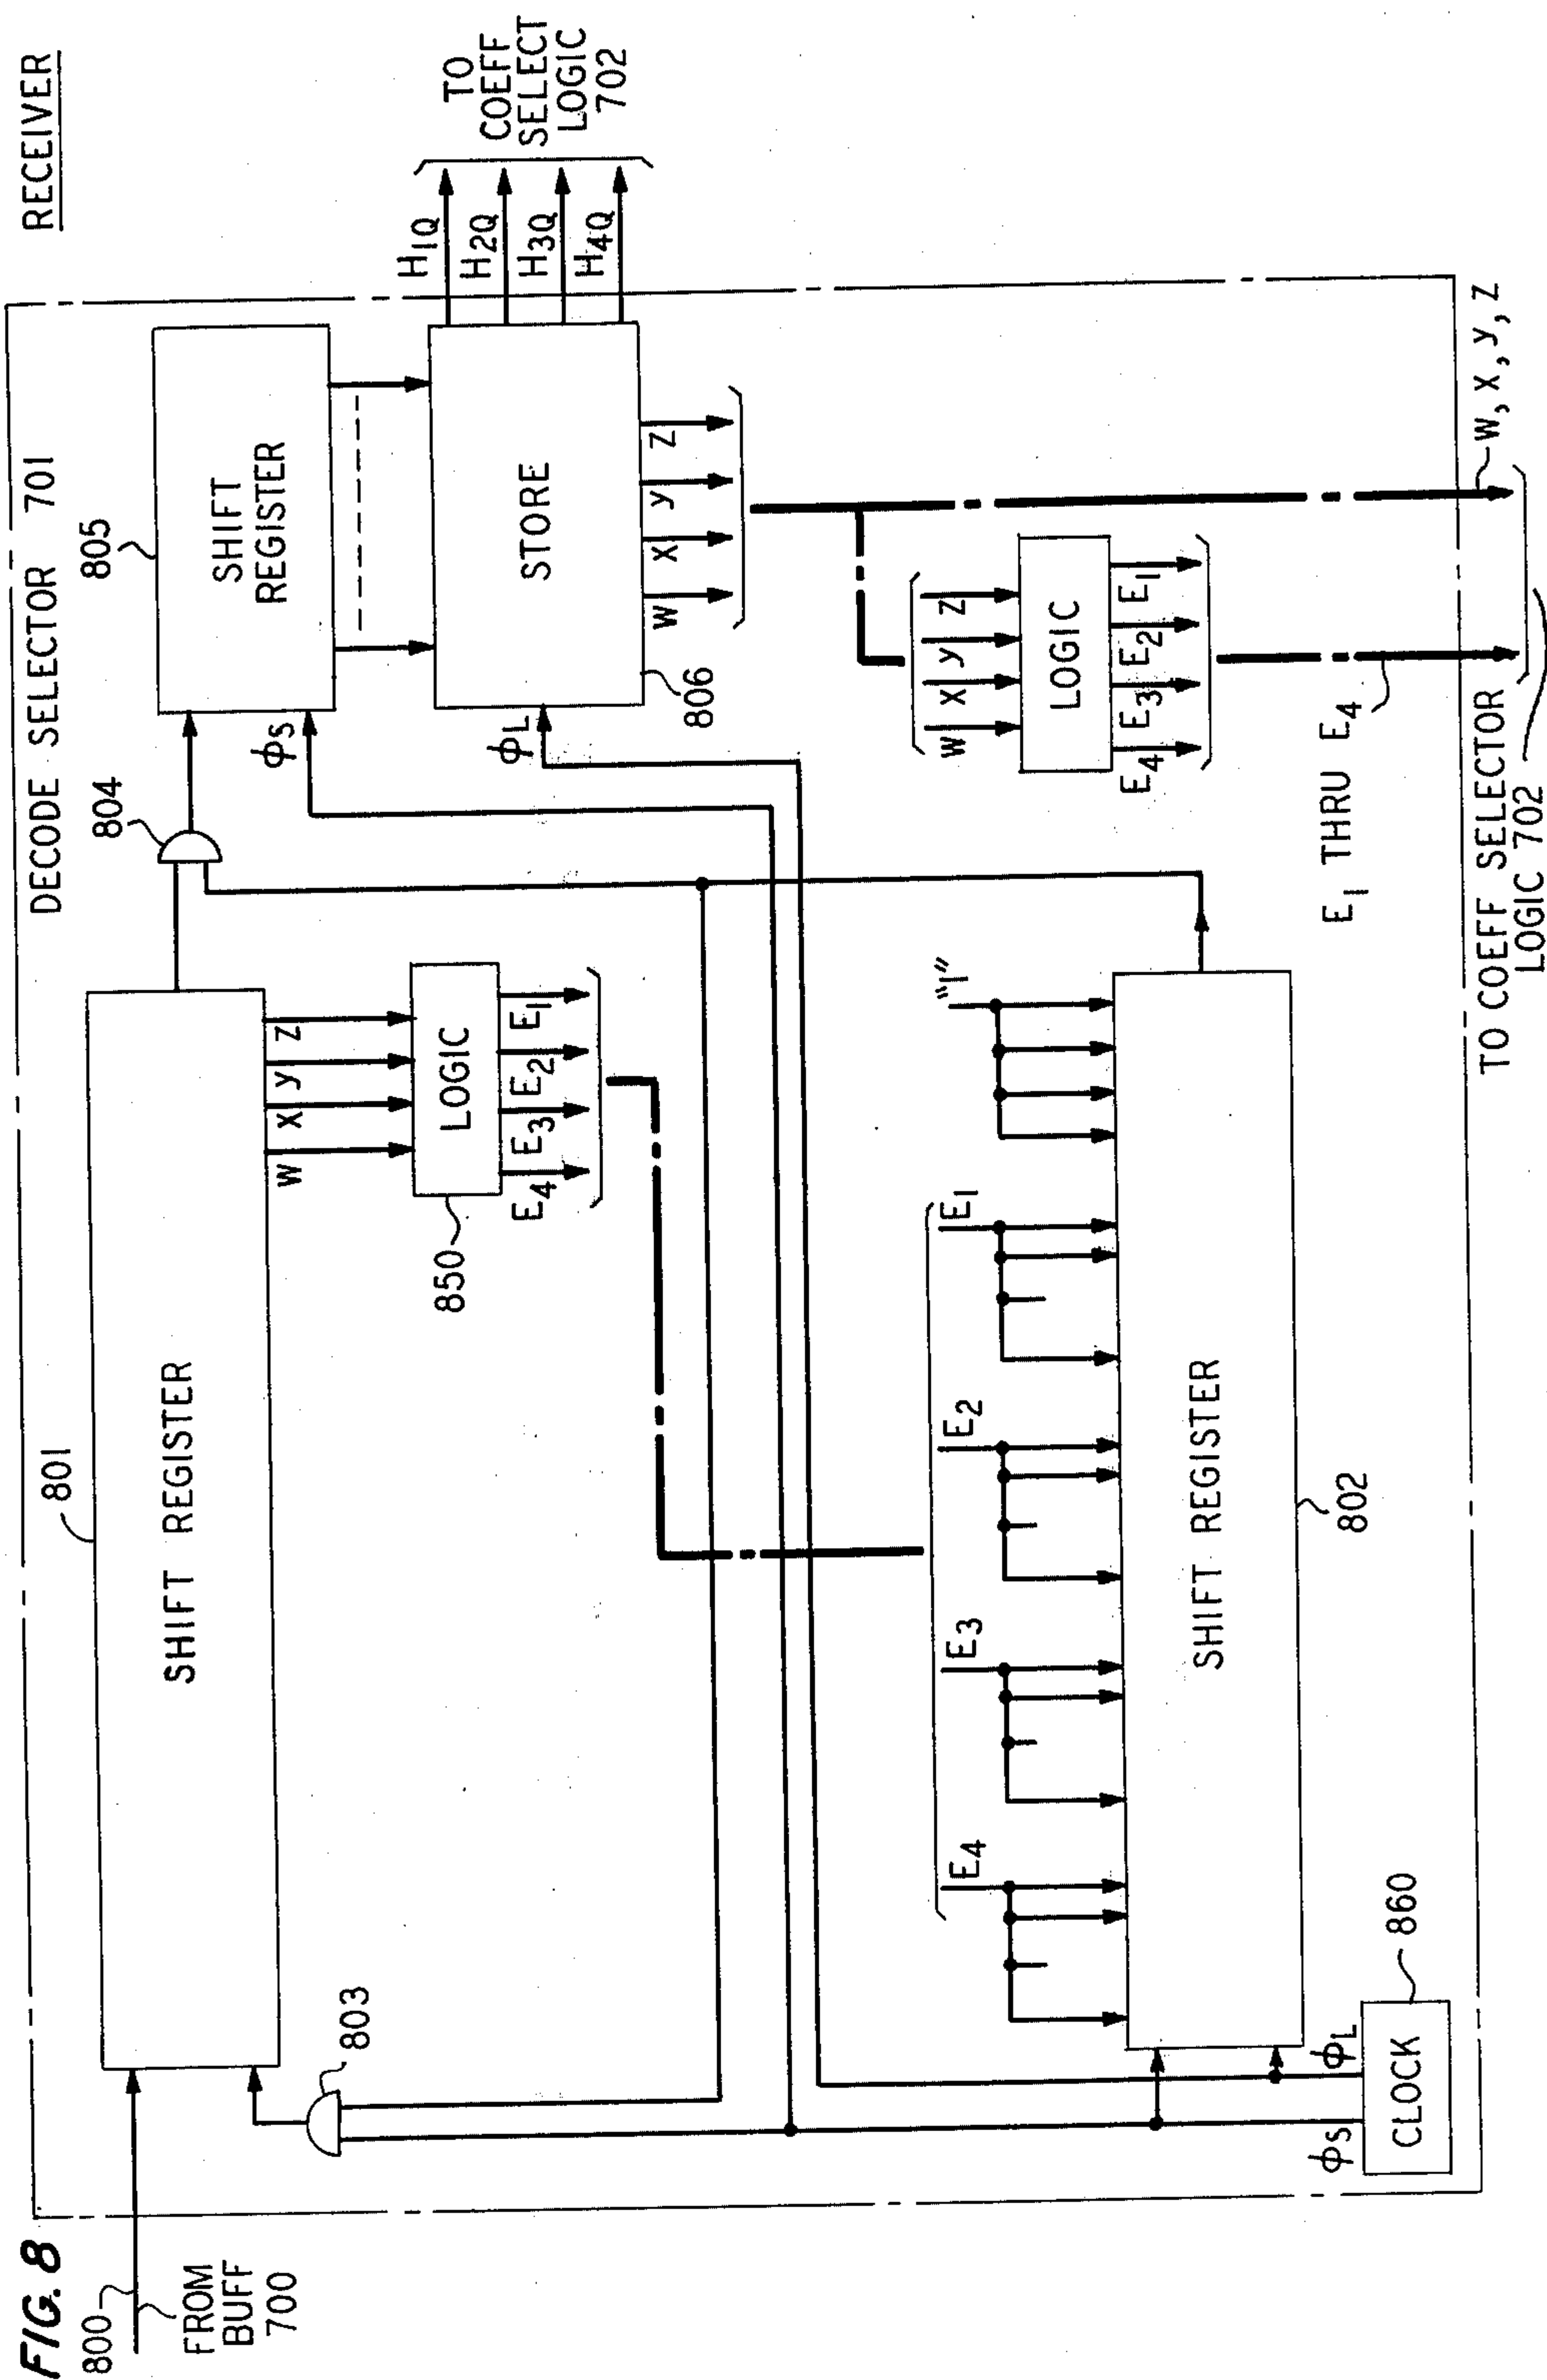 FIG. 8
RECEIVER
DECODE SELECTOR 701
800
FROM
BUFF
700
801
SHIFT REGISTER
W X y Z
LOGIC
850
E4 E3 E2 E1
803
804
805
SHIFT
REGISTER
ΦS
ΦL
STORE
806
H1Q
H2Q
H3Q
H4Q
TO
COEFF
SELECT
LOGIC
702
W X y Z
W X y Z
LOGIC
E4 E3 E2 E1
E4 E3 E2 E1 "1"
SHIFT REGISTER
802
ΦS ΦL
CLOCK
860
E1 THRU E4
W, X, y, Z
TO COEFF SELECTOR
LOGIC 702